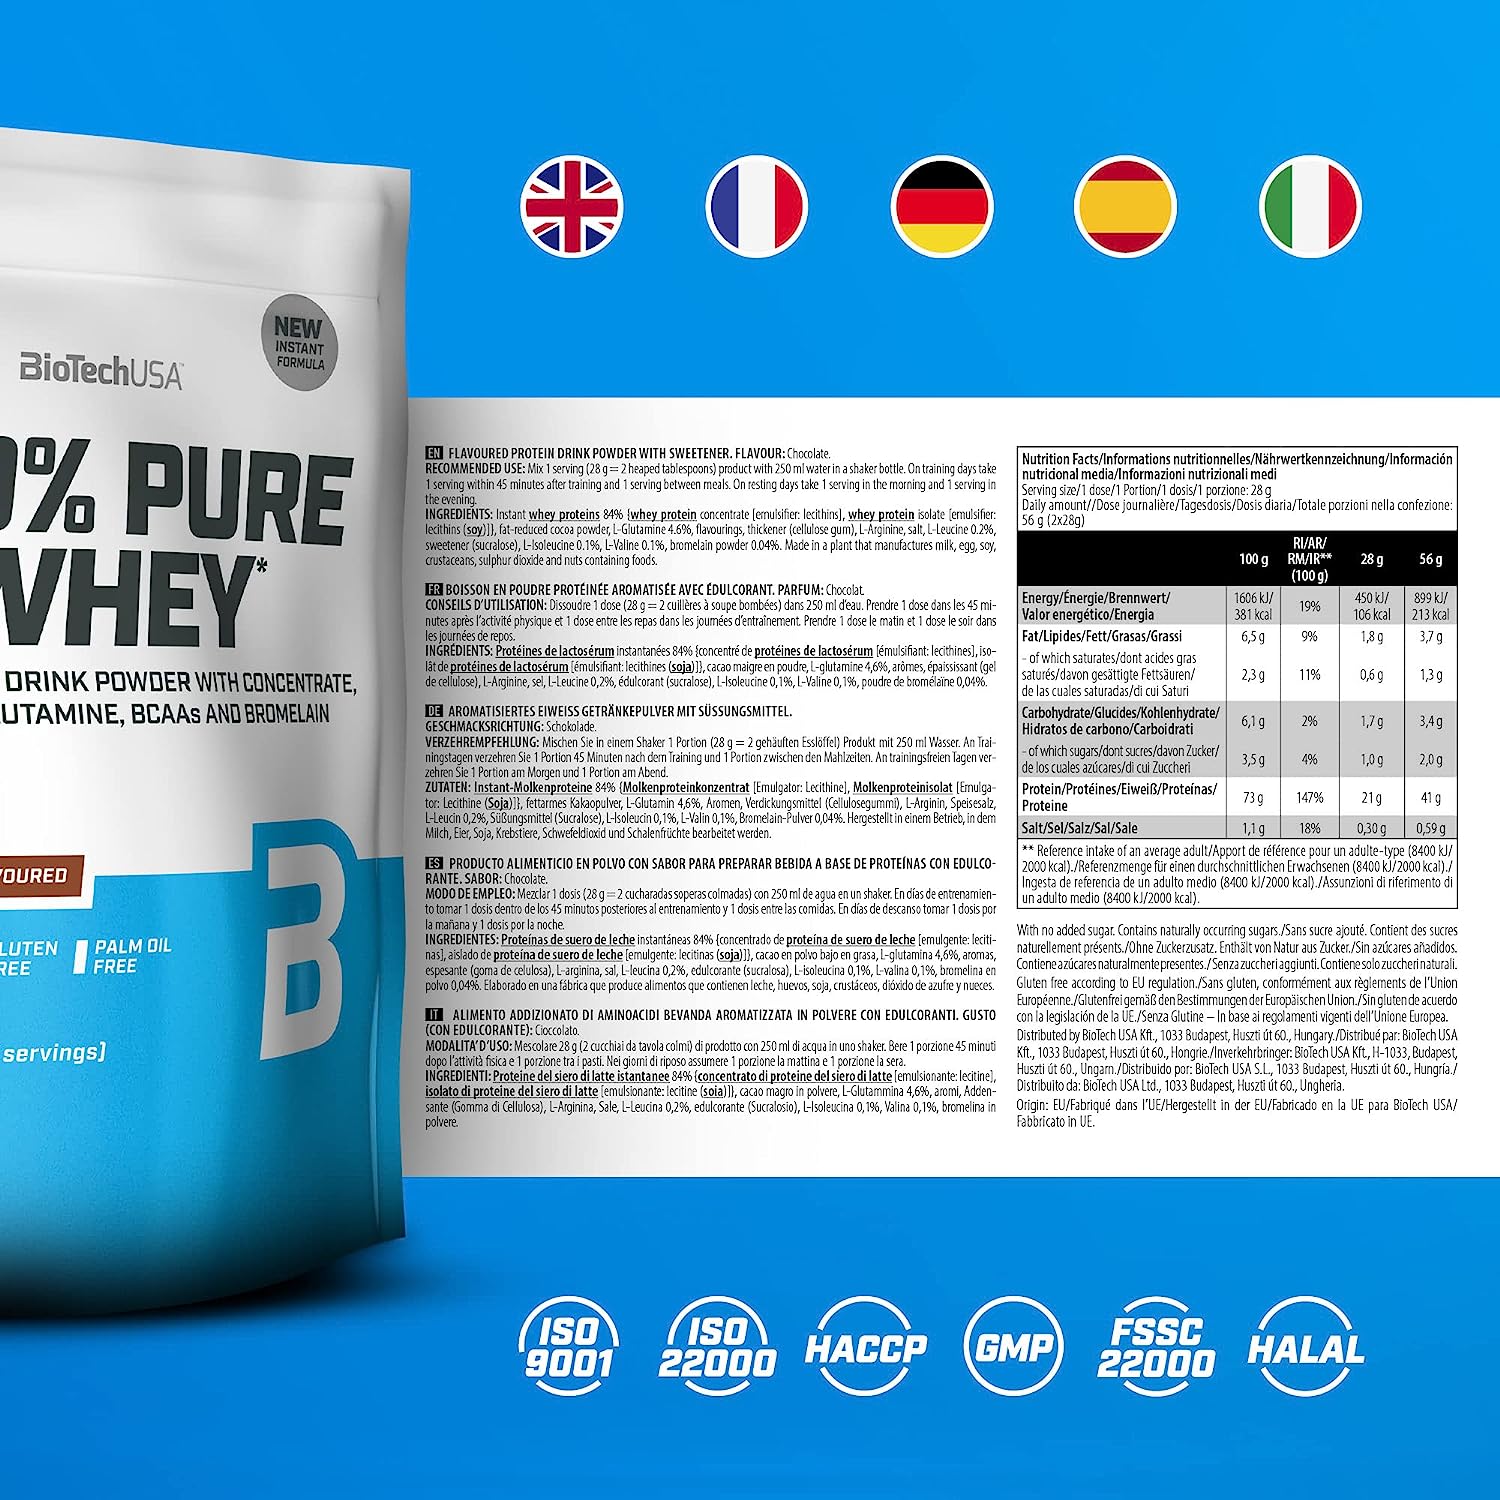 BioTechUSA
NEW
INSTANT
FORMULA
0% PURE
WHEY*
DRINK POWDER WITH CONCENTRATE,
UTAMINE, BCAAs AND BROMELAIN
OURED
LUTEN
REE
PALM OIL
FREE
servings]
B
EN FLAVOURED PROTEIN DRINK POWDER WITH SWEETENER. FLAVOUR: Chocolate.
RECOMMENDED USE: Mix 1 serving (28 g = 2 heaped tablespoons) product with 250 ml water in a shaker bottle. On training days take
1 serving within 45 minutes after training and 1 serving between meals. On resting days take 1 serving in the morning and 1 serving in
the evening.
INGREDIENTS: Instant whey proteins 84% {whey protein concentrate [emulsifier: lecithins], whey protein isolate [emulsifier:
lecithins (soy)]}, fat-reduced cocoa powder, L-Glutamine 4.6%, flavourings, thickener (cellulose gum), L-Arginine, salt, L-Leucine 0.2%,
sweetener (sucralose), L-Isoleucine 0.1%, L-Valine 0.1%, bromelain powder 0.04%. Made in a plant that manufactures milk, egg, soy,
crustaceans, sulphur dioxide and nuts containing foods.
FR BOISSON EN POUDRE PROTÉINÉE AROMATISÉE AVEC ÉDULCORANT. PARFUM: Chocolat.
CONSEILS D'UTILISATION: Dissoudre 1 dose (28 g = 2 cuillères à soupe bombées) dans 250 ml d'eau. Prendre 1 dose dans les 45 mi-
nutes après l'activité physique et 1 dose entre les repas dans les journées d'entraînement. Prendre 1 dose le matin et 1 dose le soir dans
les journées de repos.
INGRÉDIENTS: Protéines de lactosérum instantanées 84% {concentré de protéines de lactosérum [émulsifiant: lecithines], iso-
lât de protéines de lactosérum [émulsifiant: lecithines (soja)]}, cacao maigre en poudre, L-glutamine 4,6%, arômes, épaississant (gel
de cellulose), L-Arginine, sel, L-Leucine 0,2%, édulcorant (sucralose), L-Isoleucine 0,1%, L-Valine 0,1%, poudre de bromélaïne 0,04%.
DE AROMATISIERTES EIWEISS GETRÄNKEPULVER MIT SÜSSUNGSMITTEL.
GESCHMACKSRICHTUNG: Schokolade.
VERZEHREMPFEHLUNG: Mischen Sie in einem Shaker 1 Portion (28 g = 2 gehäuften Esslöffel) Produkt mit 250 ml Wasser. An Trai-
ningstagen verzehren Sie 1 Portion 45 Minuten nach dem Training und 1 Portion zwischen den Mahlzeiten. An trainingsfreien Tagen ver-
zehren Sie 1 Portion am Morgen und 1 Portion am Abend.
ZUTATEN: Instant-Molkenproteine 84% {Molkenproteinkonzentrat [Emulgator: Lecithine], Molkenproteinisolat [Emulga-
tor: Lecithine (Soja)]}, fettarmes Kakaopulver, L-Glutamin 4,6%, Aromen, Verdickungsmittel (Cellulosegummi), L-Arginin, Speisesalz,
L-Leucin 0,2%, Süßungsmittel (Sucralose), L-Isoleucin 0,1%, L-Valin 0,1%, Bromelain-Pulver 0,04%. Hergestellt in einem Betrieb, in dem
Milch, Eier, Soja, Krebstiere, Schwefeldioxid und Schalenfrüchte bearbeitet werden.
ES PRODUCTO ALIMENTICIO EN POLVO CON SABOR PARA PREPARAR BEBIDA A BASE DE PROTEÍNAS CON EDULCO-
RANTE. SABOR: Chocolate.
MODO DE EMPLEO: Mezclar 1 dosis (28 g = 2 cucharadas soperas colmadas) con 250 ml de agua en un shaker. En días de entrenamien-
to tomar 1 dosis dentro de los 45 minutos posteriores al entrenamiento y 1 dosis entre las comidas. En días de descanso tomar 1 dosis por
la mañana y 1 dosis por la noche.
INGREDIENTES: Proteínas de suero de leche instantáneas 84% {concentrado de proteína de suero de leche [emulgente: leciti-
nas], aislado de proteína de suero de leche [emulgente: lecitinas (soja)]}, cacao en polvo bajo en grasa, L-glutamina 4,6%, aromas,
espesante (goma de celulosa), L-arginina, sal, L-leucina 0,2%, edulcorante (sucralosa), L-isoleucina 0,1%, L-valina 0,1%, bromelina en
polvo 0,04%. Elaborado en una fábrica que produce alimentos que contienen leche, huevos, soja, crustáceos, dióxido de azufre y nueces.
IT ALIMENTO ADDIZIONATO DI AMINOACIDI BEVANDA AROMATIZZATA IN POLVERE CON EDULCORANTI. GUSTO
(CON EDULCORANTE): Cioccolato.
MODALITA'D'USO: Mescolare 28 g (2 cucchiai da tavola colmi) di prodotto con 250 ml di acqua in uno shaker. Bere 1 porzione 45 minuti
dopo l'attività fisica e 1 porzione tra i pasti. Nei giorni di riposo assumere 1 porzione la mattina e 1 porzione la sera.
INGREDIENTI: Proteine del siero di latte istantanee 84% {concentrato di proteine del siero di latte [emulsionante: lecitine],
isolato di proteine del siero di latte [emulsionante: lecitine (soia)]}, cacao magro in polvere, L-Glutammina 4,6%, aromi, Adden-
sante (Gomma di Cellulosa), L-Arginina, Sale, L-Leucina 0,2%, edulcorante (Sucralosio), L-Isoleucina 0,1%, Valina 0,1%, bromelina in
polvere.
Nutrition Facts/Informations nutritionnelles/Nährwertkennzeichnung/Información
nutricional media/Informazioni nutrizionali medi
Serving size/1 dose/1 Portion/1 dosis/1 porzione: 28 g
Daily amount//Dose journalière/Tagesdosis/Dosis diaria/Totale porzioni nella confezione:
56 g (2x28g)
100 g RI/AR/RM/IR** (100 g) 28 g 56 g
Energy/Énergie/Brennwert/ 1606 kJ/ 19% 450 kJ/ 899 kJ/
Valor energético/Energia 381 kcal 106 kcal 213 kcal
Fat/Lipides/Fett/Grasas/Grassi 6,5 g 9% 1,8 g 3,7 g
- of which saturates/dont acides gras
saturés/davon gesättigte Fettsäuren/ 2,3 g 11% 0,6 g 1,3 g
de las cuales saturadas/di cui Saturi
Carbohydrate/Glucides/Kohlenhydrate/ 6,1 g 2% 1,7 g 3,4 g
Hidratos de carbono/Carboidrati
- of which sugars/dont sucres/davon Zucker/ 3,5 g 4% 1,0 g 2,0 g
de los cuales azúcares/di cui Zuccheri
Protein/Protéines/Eiweiß/Proteínas/ 73 g 147% 21 g 41 g
Proteine
Salt/Sel/Salz/Sal/Sale 1,1 g 18% 0,30 g 0,59 g
** Reference intake of an average adult/Apport de référence pour un adulte-type (8400 kJ/
2000 kcal)./Referenzmenge für einen durchschnittlichen Erwachsenen (8400 kJ/2000 kcal)./
Ingesta de referencia de un adulto medio (8400 kJ/2000 kcal)./Assunzioni di riferimento di
un adulto medio (8400 kJ/2000 kcal).
With no added sugar. Contains naturally occurring sugars./Sans sucre ajouté. Contient des sucres
naturellement présents./Ohne Zuckerzusatz. Enthält von Natur aus Zucker./Sin azúcares añadidos.
Contiene azúcares naturalmente presentes./Senza zuccheri aggiunti. Contiene solo zuccheri naturali.
Gluten free according to EU regulation./Sans gluten, conformément aux règlements de l'Union
Européenne./Glutenfrei gemäß den Bestimmungen der Europäischen Union./Sin gluten de acuerdo
con la legislación de la UE./Senza Glutine – In base ai regolamenti vigenti dell'Unione Europea.
Distributed by BioTech USA Kft., 1033 Budapest, Huszti út 60., Hungary./Distribué par: BioTech USA
Kft., 1033 Budapest, Huszti út 60., Hongrie./Inverkehrbringer: BioTech USA Kft., H-1033, Budapest,
Huszti út 60., Ungarn./Distribuido por: BioTech USA S.L., 1033 Budapest, Huszti út 60., Hungría./
Distribuito da: BioTech USA Ltd., 1033 Budapest, Huszti út 60., Ungheria.
Origin: EU/Fabriqué dans l'UE/Hergestellt in der EU/Fabricado en la UE para BioTech USA/
Fabbricato in UE.
ISO
9001
ISO
22000
HACCP
GMP
FSSC
22000
HALAL